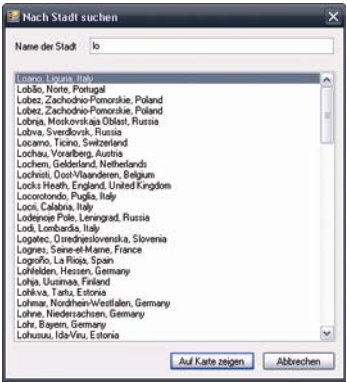 Nach Stadt suchen
Name der Stadt lo
Loano, Liguria, Italy
Lobão, Norte, Portugal
Lobez, Zachodnio-Pomorskie, Poland
Lobez, Zachodnio-Pomorskie, Poland
Lobnja, Moskovskaja Oblast, Russia
Lobva, Sverdlovsk, Russia
Locarno, Ticino, Switzerland
Lochau, Vorarlberg, Austria
Lochem, Gelderland, Netherlands
Lochristi, Oost-Vlaanderen, Belgium
Locks Heath, England, United Kingdom
Locorotondo, Puglia, Italy
Locri, Calabria, Italy
Lodejnoje Pole, Leningrad, Russia
Lodi, Lombardia, Italy
Logatec, Osrednjeslovenska, Slovenia
Lognes, Seine-et-Marne, France
Logroño, La Rioja, Spain
Lohfelden, Hessen, Germany
Lohja, Uusimaa, Finland
Lohkva, Tartu, Estonia
Lohmar, Nordrhein-Westfalen, Germany
Lohne, Niedersachsen, Germany
Lohr, Bayern, Germany
Lohusuu, Ida-Viru, Estonia
Auf Karte zeigen Abbrechen